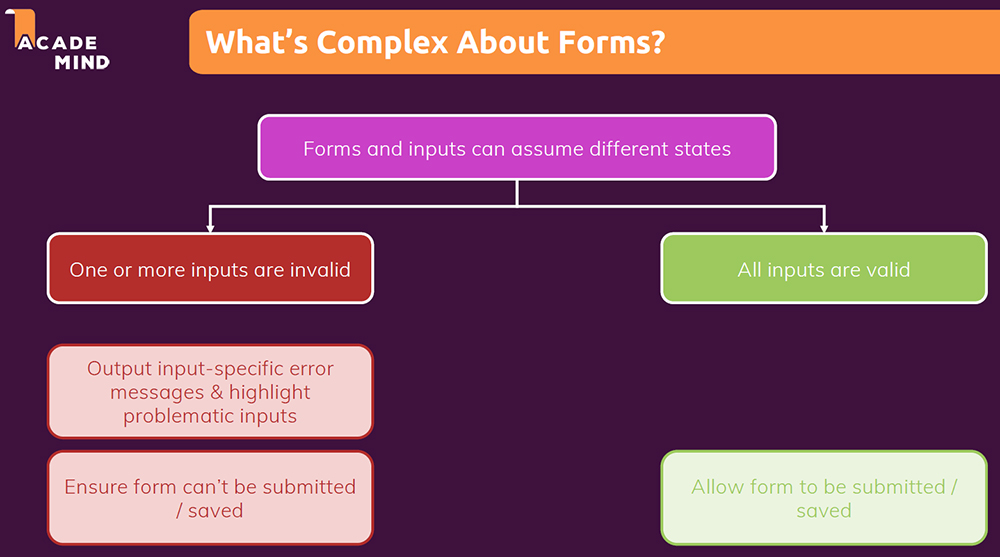 ACADE
MIND
What's Complex About Forms?
Forms and inputs can assume different states
One or more inputs are invalid
All inputs are valid
Output input-specific error
messages & highlight
problematic inputs
Ensure form can't be submitted
/ saved
Allow form to be submitted /
saved